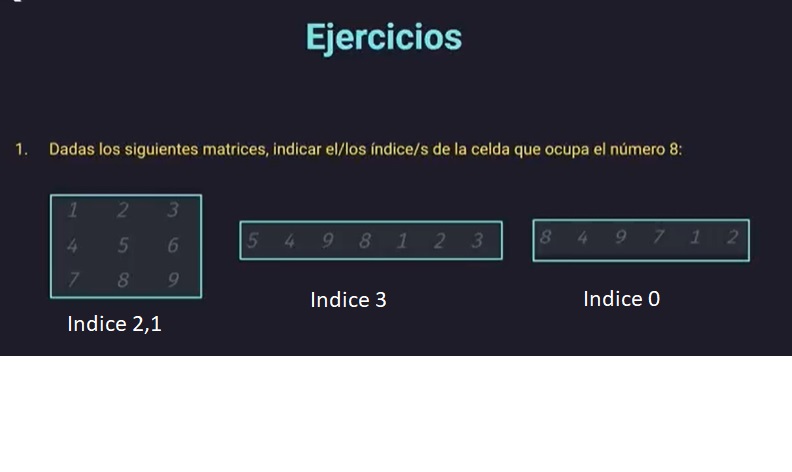 Ejercicios
1. Dadas los siguientes matrices, indicar el/los índice/s de la celda que ocupa el número 8:
1 2 3
4 5 6
7 8 9
5 4 9 8 1 2 3
8 4 9 7 1 2
Indice 2,1
Indice 3
Indice 0